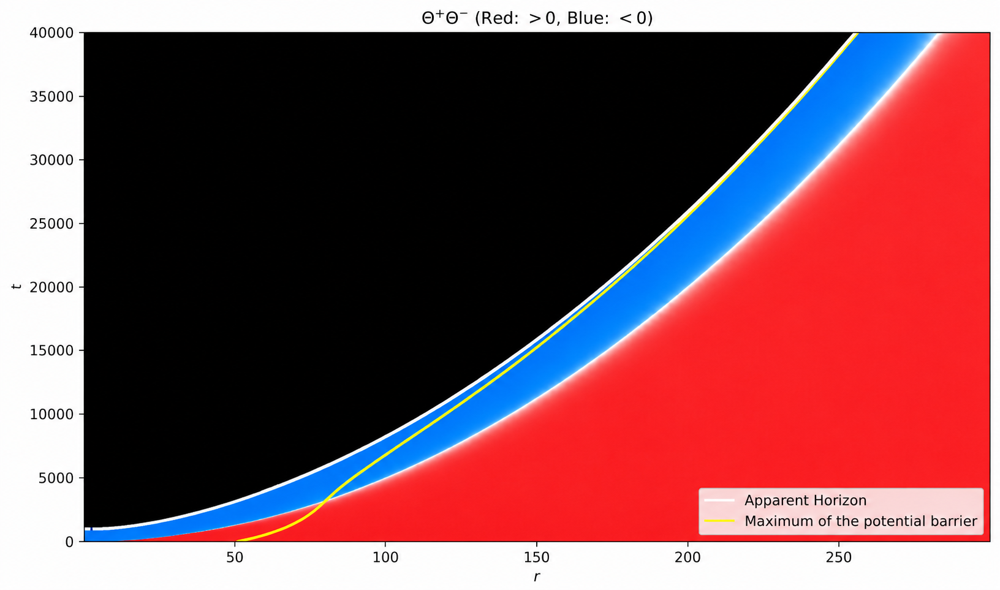 Θ⁺Θ⁻ (Red: > 0, Blue: < 0)
40000
35000
30000
25000
20000
15000
10000
5000
0
t
50
100
150
200
250
r
Apparent Horizon
Maximum of the potential barrier